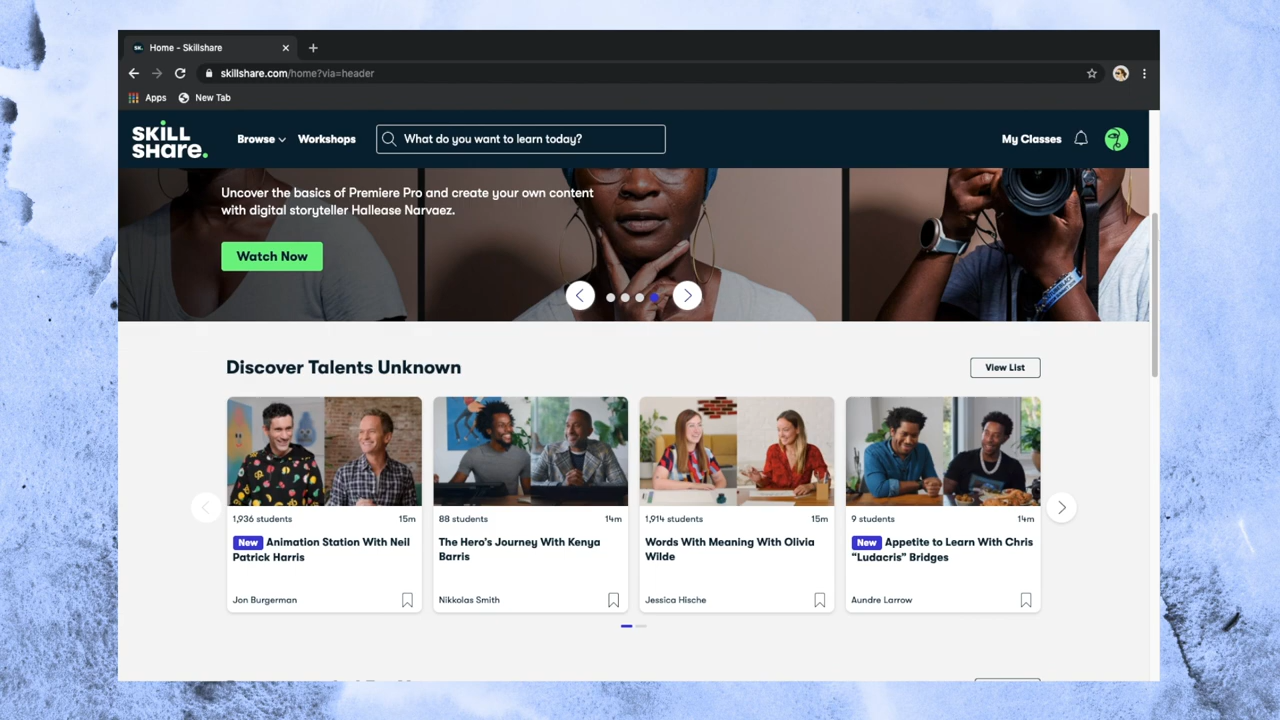 SK.
Home - Skillshare
skillshare.com/home?via=header
Apps
New Tab
SKILL
SHARE.
Browse
Workshops
What do you want to learn today?
My Classes
Uncover the basics of Premiere Pro and create your own content
with digital storyteller Hallease Narvaez.
Watch Now
Discover Talents Unknown
View List
1,936 students 15m
New Animation Station With Neil
Patrick Harris
Jon Burgerman
88 students 14m
The Hero's Journey With Kenya
Barris
Nikkolas Smith
1,914 students 15m
Words With Meaning With Olivia
Wilde
Jessica Hische
9 students 14m
New Appetite to Learn With Chris
"Ludacris" Bridges
Aundre Larrow